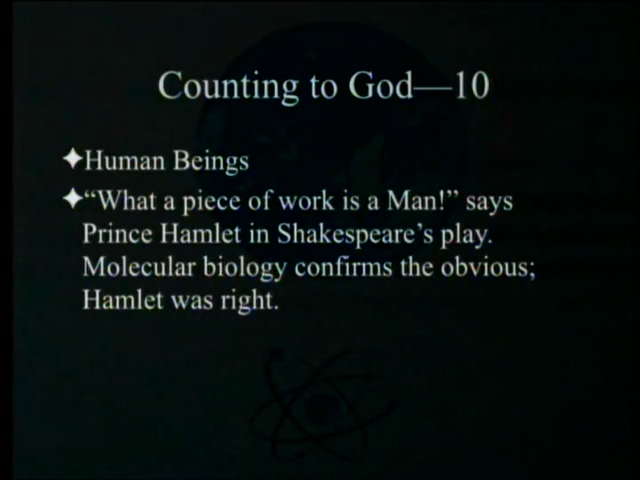 Counting to God—10
Human Beings
“What a piece of work is a Man!” says
Prince Hamlet in Shakespeare’s play.
Molecular biology confirms the obvious;
Hamlet was right.